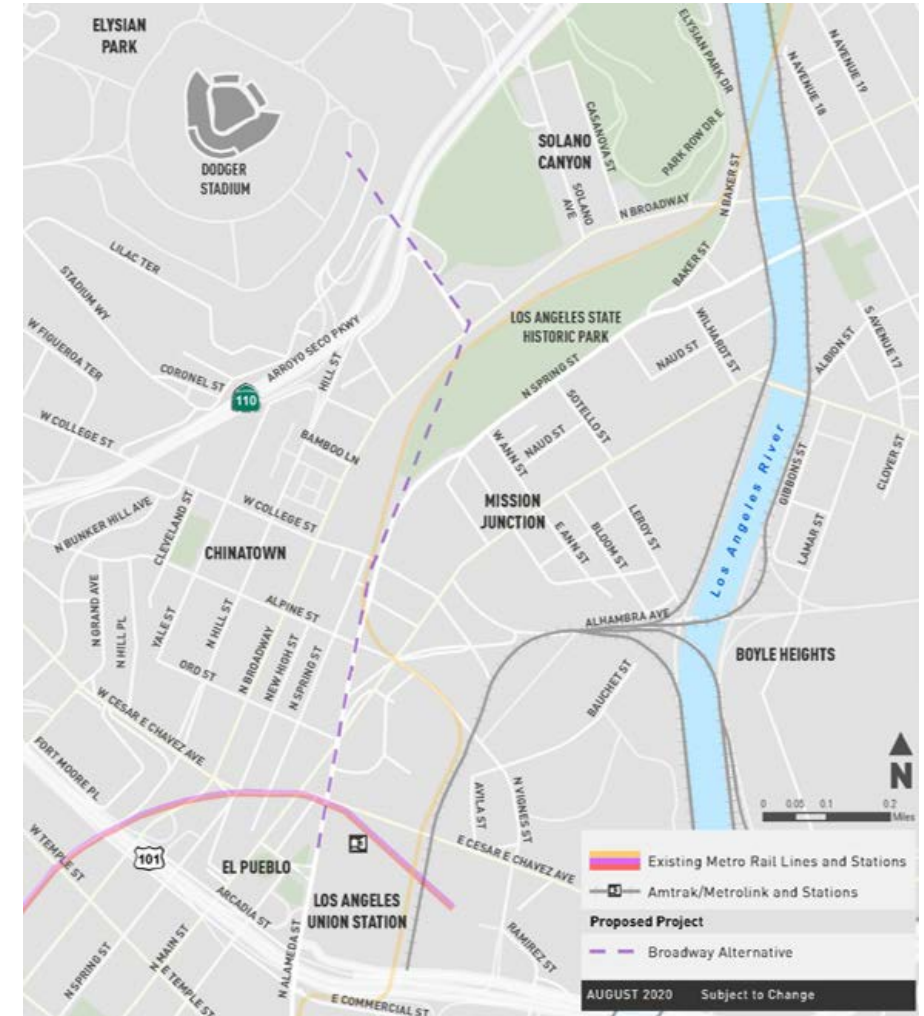 ELYSIAN
PARK
DODGER
STADIUM
SOLANO
CANYON
CASANOVA ST
SOLANO
AVE
ELYSIAN PARK DR
PARK ROW DR E
N BROADWAY
N BAKER ST
BAKER ST
N AVENUE 18
N AVENUE 19
LILAC TER
STADIUM WY
W FIGUEROA TER
CORONEL ST
ARROYO SECO PKWY
110
HILL ST
LOS ANGELES STATE
HISTORIC PARK
N SPRING ST
NAUD ST
WILHARDT ST
ALBION ST
S AVENUE 17
W COLLEGE ST
BAMBOO LN
SOTELLO ST
NAUD ST
W ANN ST
MISSION
JUNCTION
E ANN ST
BLOOM ST
LEROY ST
Los Angeles River
GIBBONS ST
LAMAR ST
CLOVER ST
N BUNKER HILL AVE
CLEVELAND ST
W COLLEGE ST
CHINATOWN
ALPINE ST
N GRAND AVE
N HILL PL
YALE ST
N HILL ST
ORD ST
N BROADWAY
NEW HIGH ST
N SPRING ST
ALHAMBRA AVE
BOYLE HEIGHTS
BAUCHET ST
W CESAR E CHAVEZ AVE
FORT MOORE PL
W TEMPLE ST
101
EL PUEBLO
ARCADIA ST
LOS ANGELES
UNION STATION
AVILA ST
N VIGNES ST
E CESAR E CHAVEZ AVE
RAMIREZ ST
N SPRING ST
N MAIN ST
E TEMPLE ST
N ALAMEDA ST
E COMMERCIAL ST
N
0 0.05 0.1 0.2
Miles
Existing Metro Rail Lines and Stations
Amtrak/Metrolink and Stations
Proposed Project
Broadway Alternative
AUGUST 2020 Subject to Change